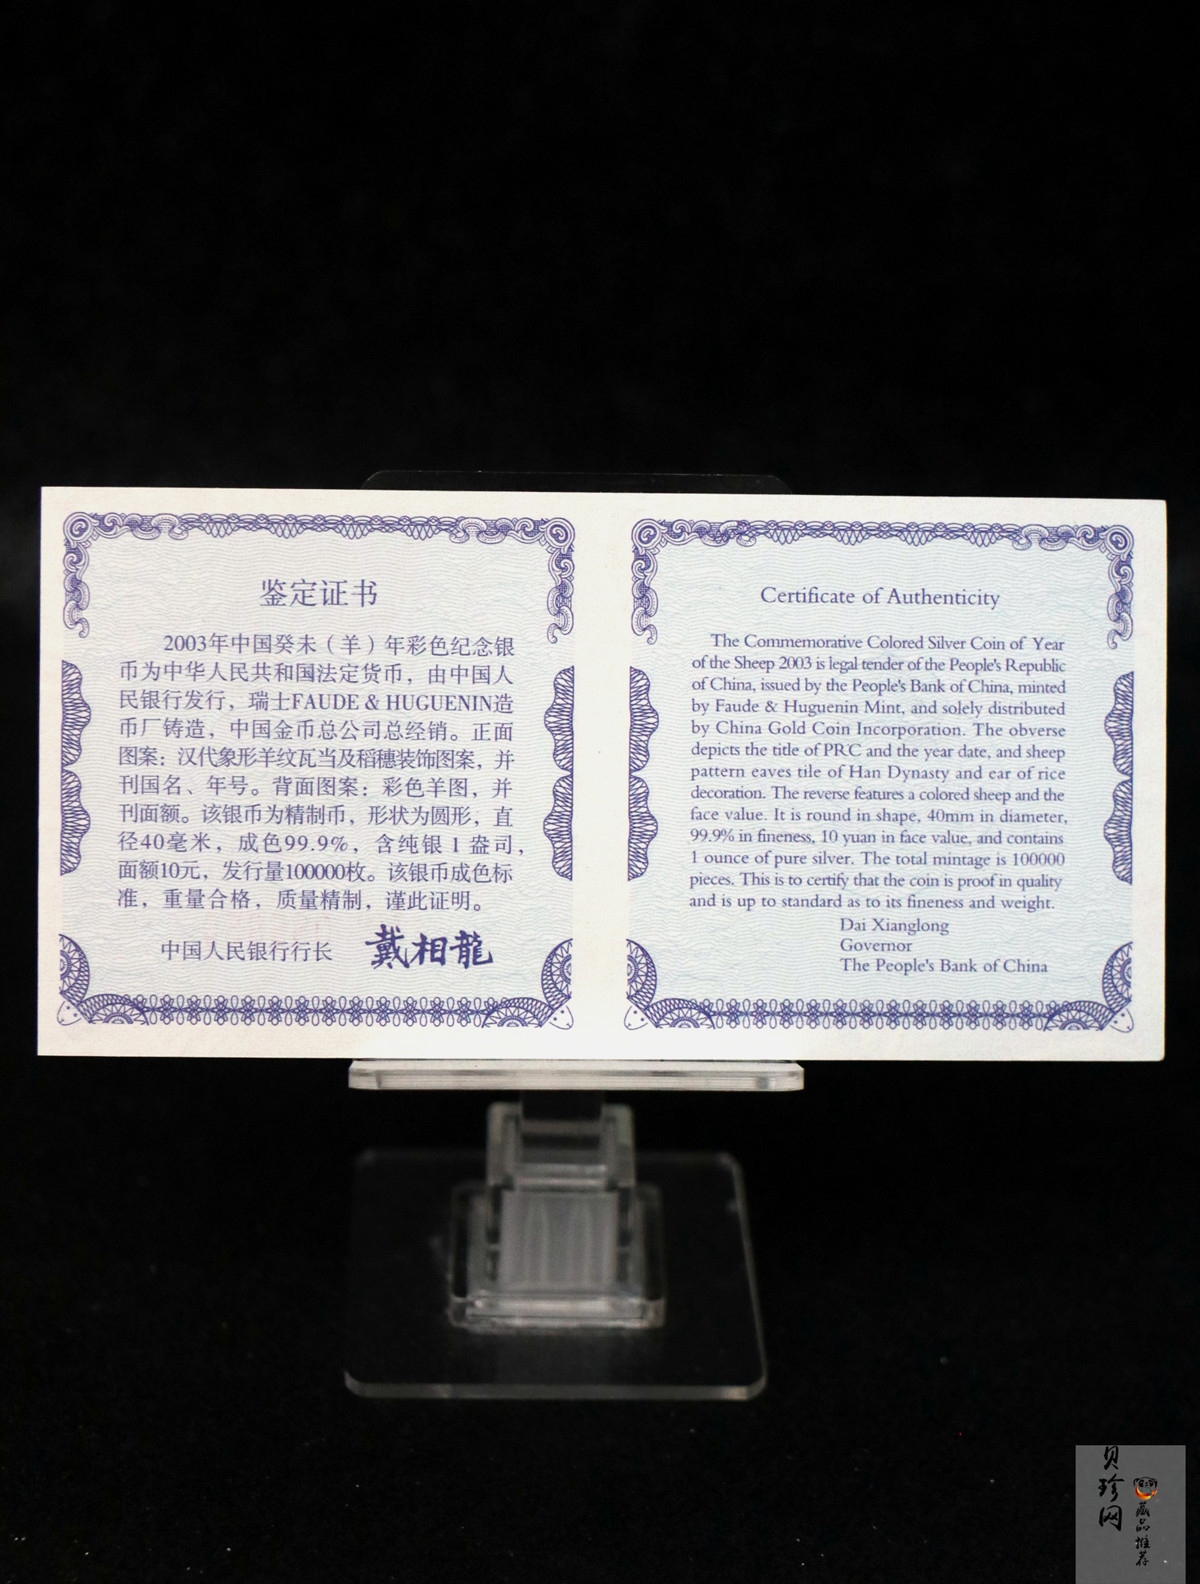 鉴定证书
2003年中国癸未（羊）年彩色纪念银
币为中华人民共和国法定货币，由中国人
民银行发行，瑞士FAUDE & HUGUENIN造
币厂铸造，中国金币总公司总经销。正面
图案：汉代象形羊纹瓦当及稻穗装饰图案，并
刊国名、年号。背面图案：彩色羊图，并
刊面额。该银币为精制币，形状为圆形，直
径40毫米，成色99.9%，含纯银1盎司，
面额10元，发行量100000枚。该银币成色标
准，重量合格，质量精制，谨此证明。
中国人民银行行长 戴相龍
Certificate of Authenticity
The Commemorative Colored Silver Coin of Year
of the Sheep 2003 is legal tender of the People's Republic
of China, issued by the People's Bank of China, minted
by Faude & Huguenin Mint, and solely distributed
by China Gold Coin Incorporation. The obverse
depicts the title of PRC and the year date, and sheep
pattern eaves tile of Han Dynasty and ear of rice
decoration. The reverse features a colored sheep and the
face value. It is round in shape, 40mm in diameter,
99.9% in fineness, 10 yuan in face value, and contains
1 ounce of pure silver. The total mintage is 100000
pieces. This is to certify that the coin is proof in quality
and is up to standard as to its fineness and weight.
Dai Xianglong
Governor
The People's Bank of China
贝珍网
藏品推荐